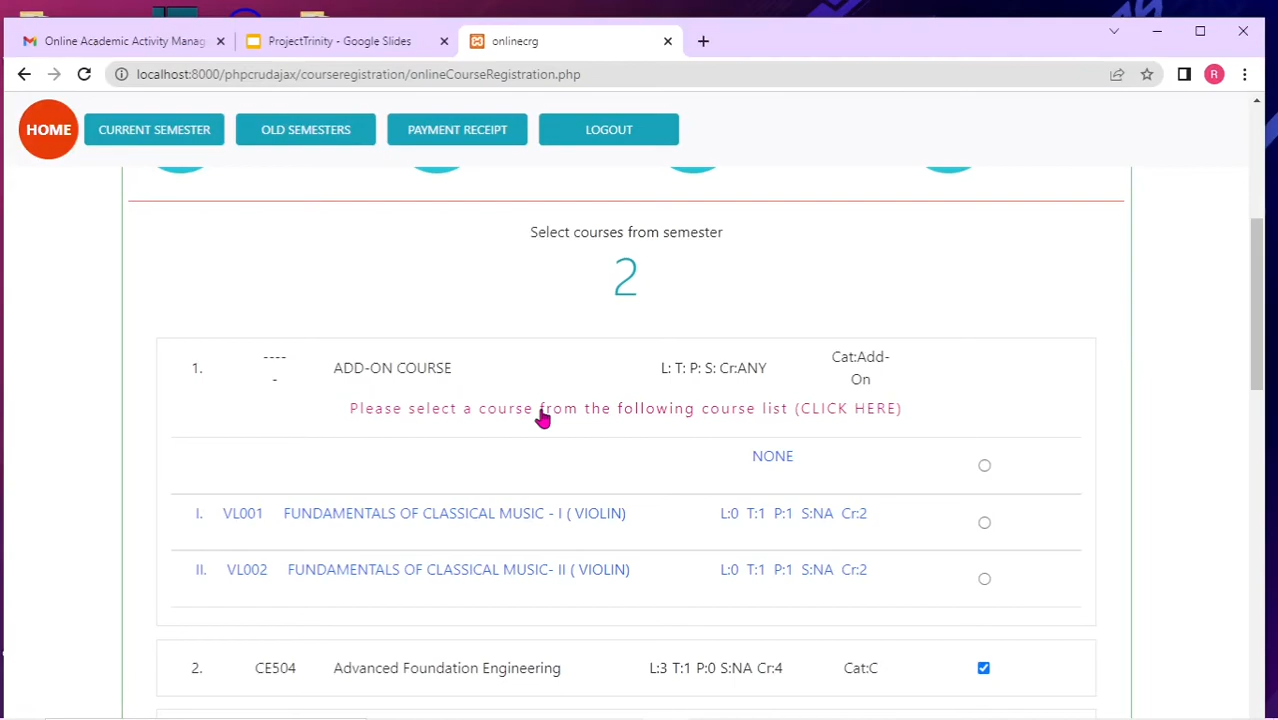 Online Academic Activity Manag
ProjectTrinity - Google Slides
onlinecrg
localhost:8000/phpcrudajax/courseregistration/onlineCourseRegistration.php
R
HOME
CURRENT SEMESTER
OLD SEMESTERS
PAYMENT RECEIPT
LOGOUT
Select courses from semester
2
1. ----- ADD-ON COURSE L: T: P: S: Cr:ANY Cat:Add-On
Please select a course from the following course list (CLICK HERE)
NONE
I. VL001 FUNDAMENTALS OF CLASSICAL MUSIC - I ( VIOLIN) L:0 T:1 P:1 S:NA Cr:2
II. VL002 FUNDAMENTALS OF CLASSICAL MUSIC- II ( VIOLIN) L:0 T:1 P:1 S:NA Cr:2
2. CE504 Advanced Foundation Engineering L:3 T:1 P:0 S:NA Cr:4 Cat:C